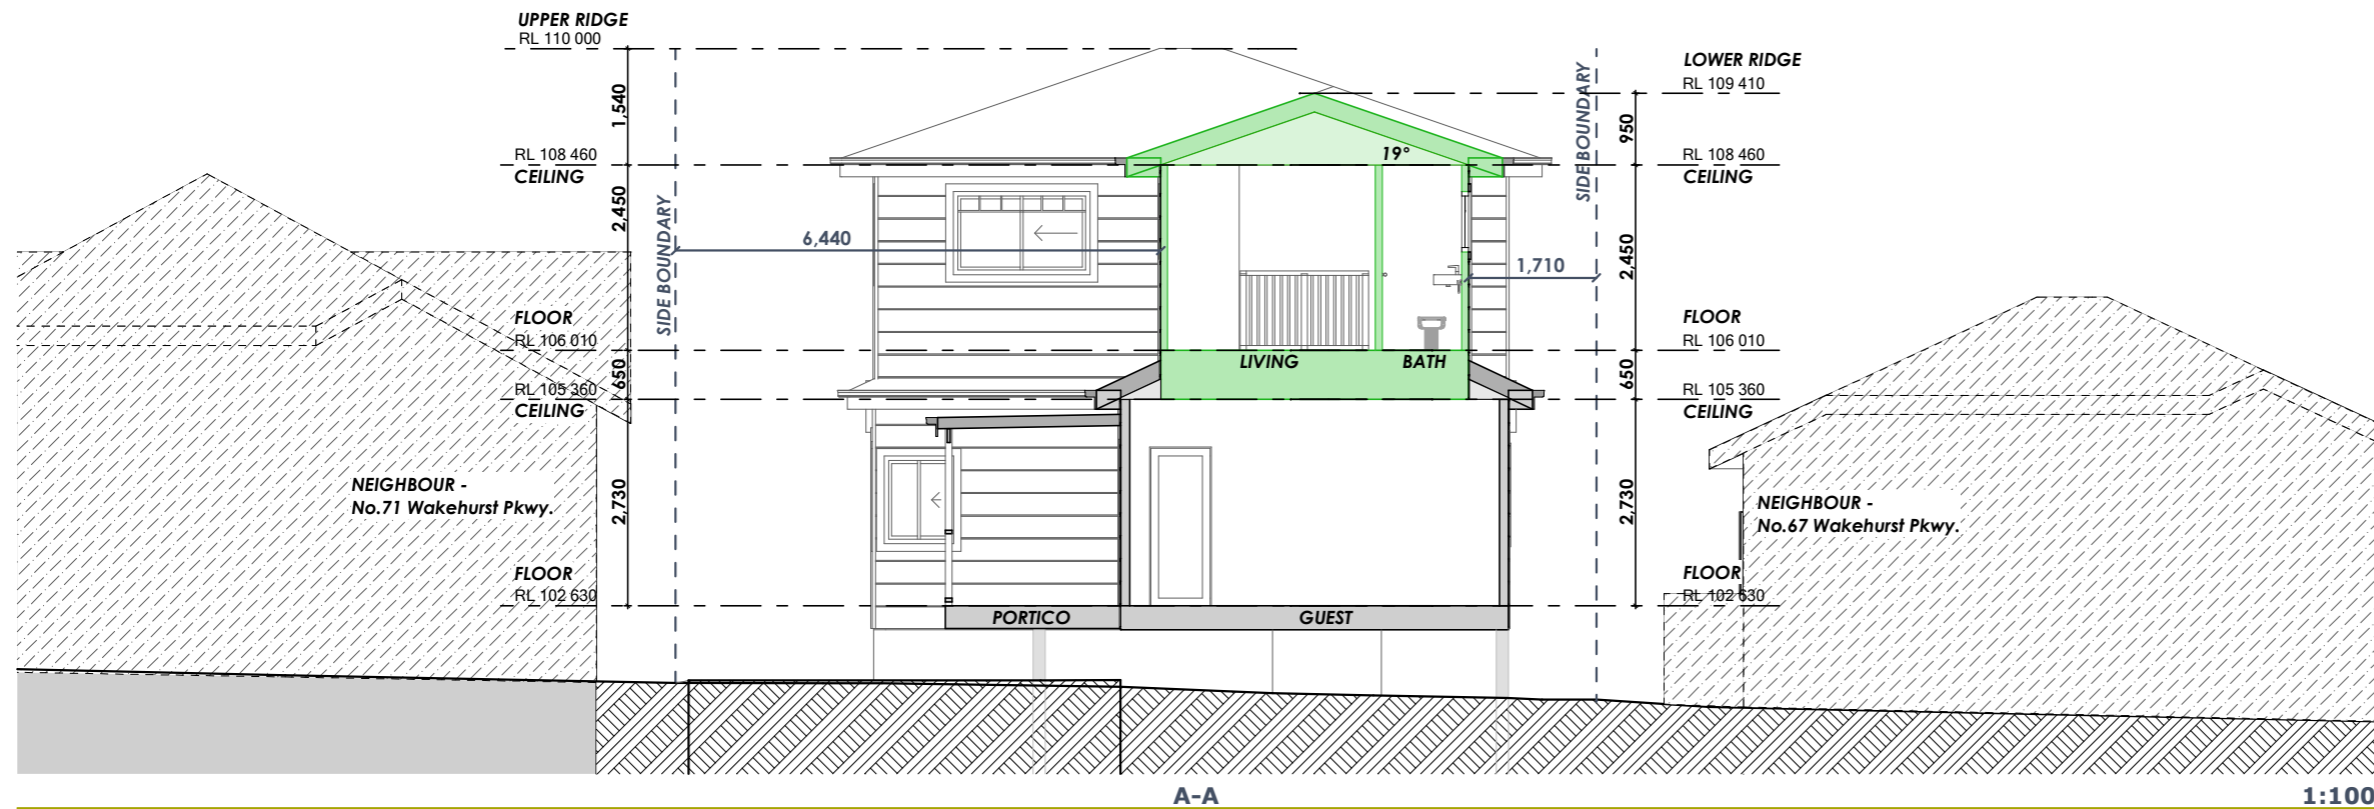 UPPER RIDGE
RL 110 000
1,540
RL 108 460
CEILING
2,450
SIDE BOUNDARY
6,440
FLOOR
RL 106 010
650
RL 105 360
CEILING
NEIGHBOUR -
No.71 Wakehurst Pkwy.
2,730
FLOOR
RL 102 630
19°
LIVING
BATH
PORTICO
GUEST
1,710
SIDE BOUNDARY
LOWER RIDGE
RL 109 410
950
RL 108 460
CEILING
2,450
FLOOR
RL 106 010
650
RL 105 360
CEILING
2,730
NEIGHBOUR -
No.67 Wakehurst Pkwy.
FLOOR
RL 102 630
A-A
1:100